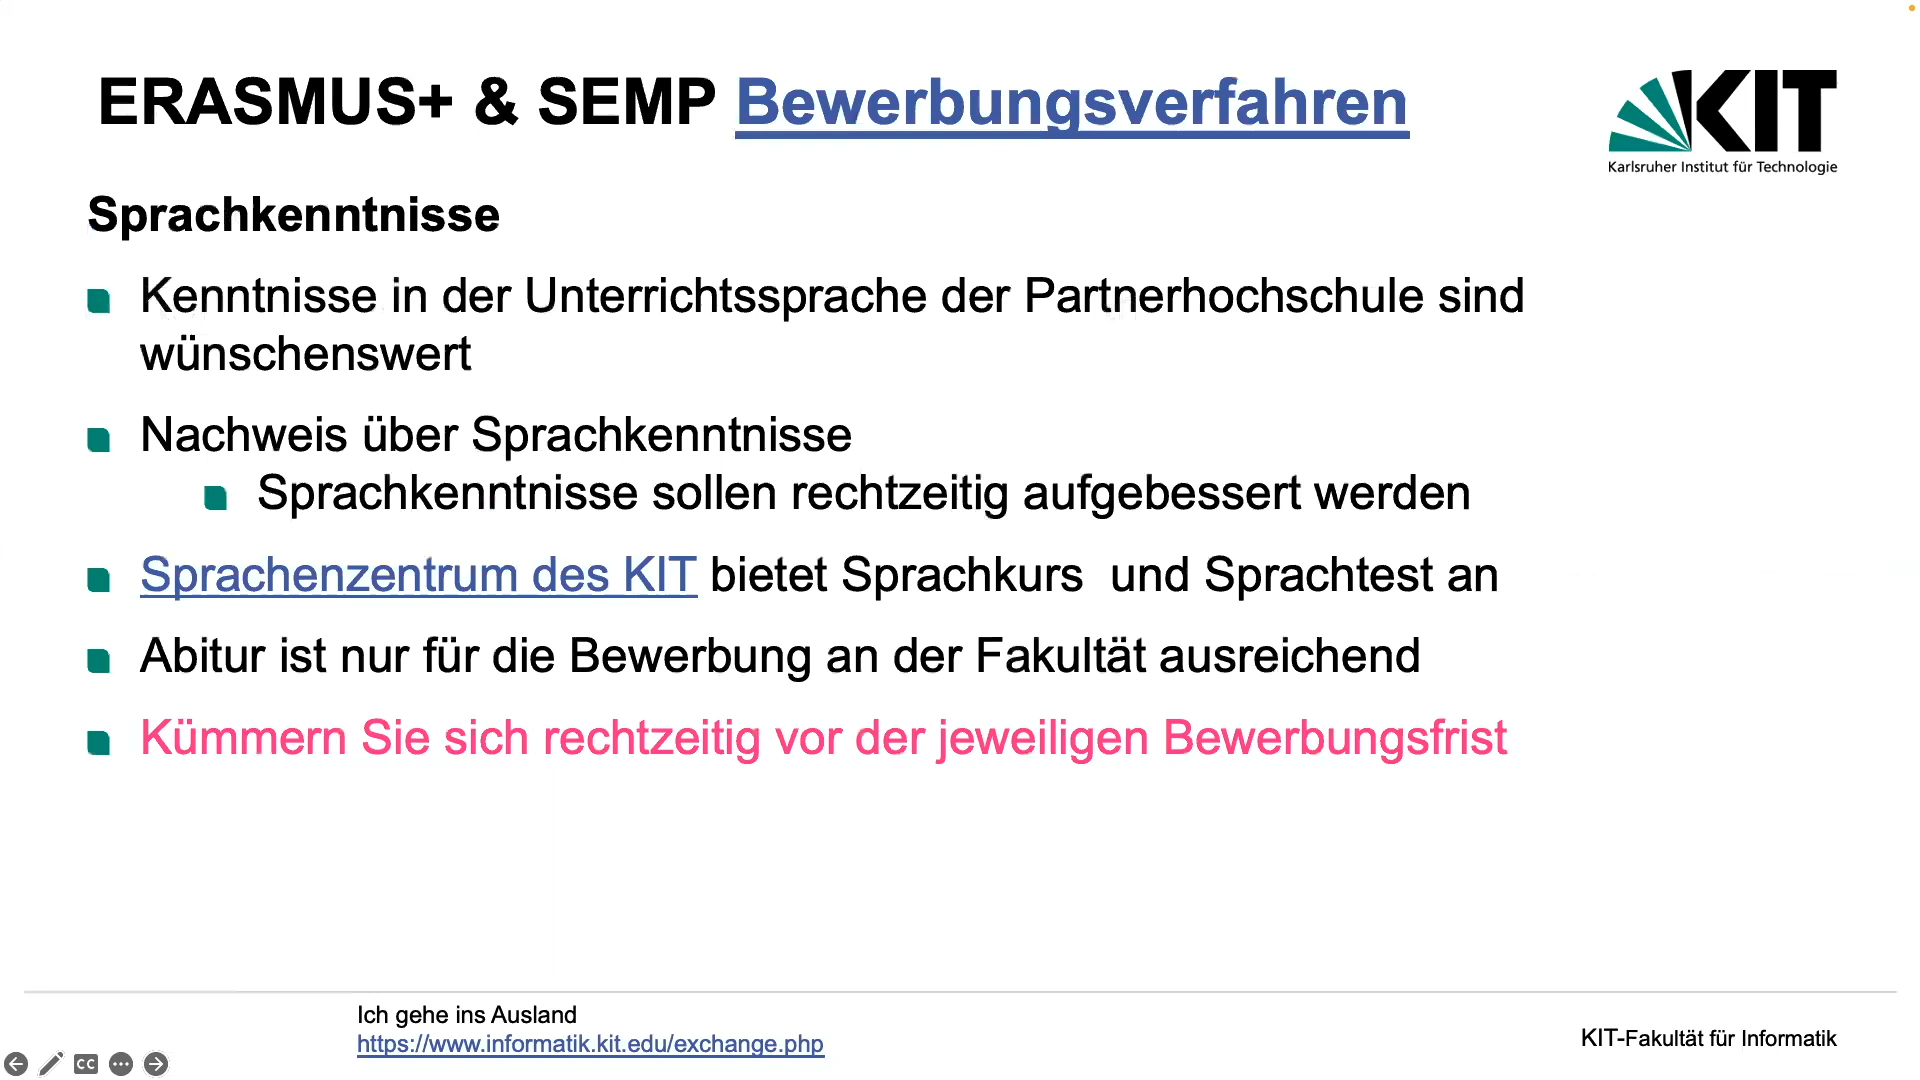 ERASMUS+ & SEMP Bewerbungsverfahren
KIT
Karlsruher Institut für Technologie
Sprachkenntnisse
Kenntnisse in der Unterrichtssprache der Partnerhochschule sind
wünschenswert
Nachweis über Sprachkenntnisse
Sprachkenntnisse sollen rechtzeitig aufgebessert werden
Sprachenzentrum des KIT bietet Sprachkurs  und Sprachtest an
Abitur ist nur für die Bewerbung an der Fakultät ausreichend
Kümmern Sie sich rechtzeitig vor der jeweiligen Bewerbungsfrist
Ich gehe ins Ausland
https://www.informatik.kit.edu/exchange.php
KIT-Fakultät für Informatik
CC